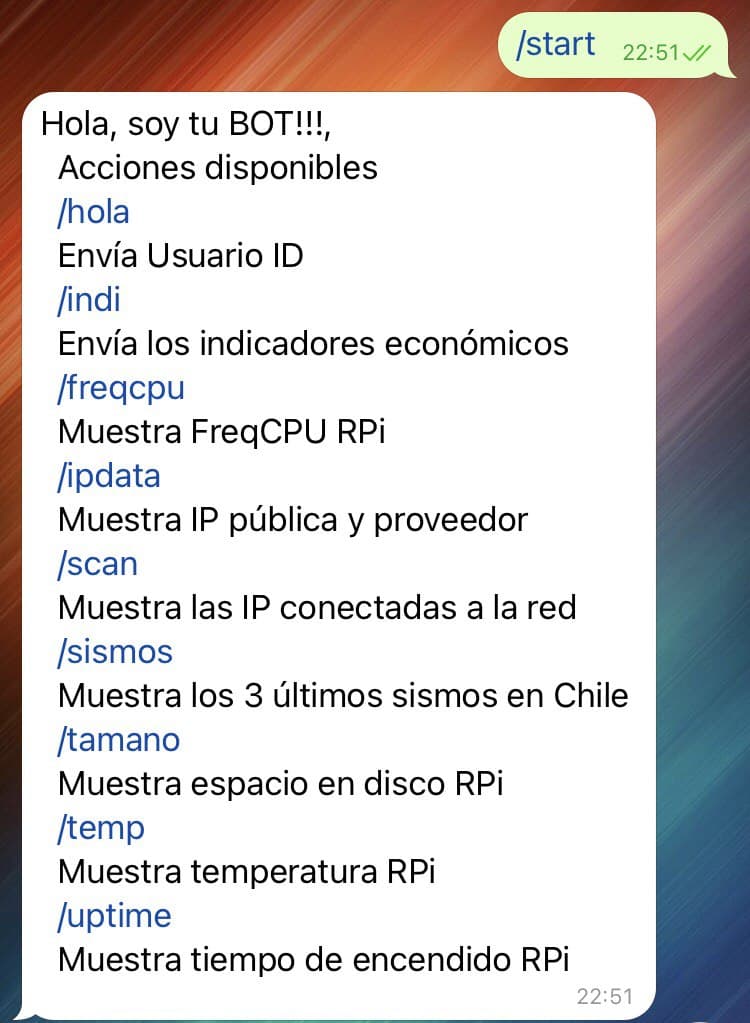 /start 22:51
Hola, soy tu BOT!!!,
Acciones disponibles
/hola
Envía Usuario ID
/indi
Envía los indicadores económicos
/freqcpu
Muestra FreqCPU RPi
/ipdata
Muestra IP pública y proveedor
/scan
Muestra las IP conectadas a la red
/sismos
Muestra los 3 últimos sismos en Chile
/tamano
Muestra espacio en disco RPi
/temp
Muestra temperatura RPi
/uptime
Muestra tiempo de encendido RPi
22:51